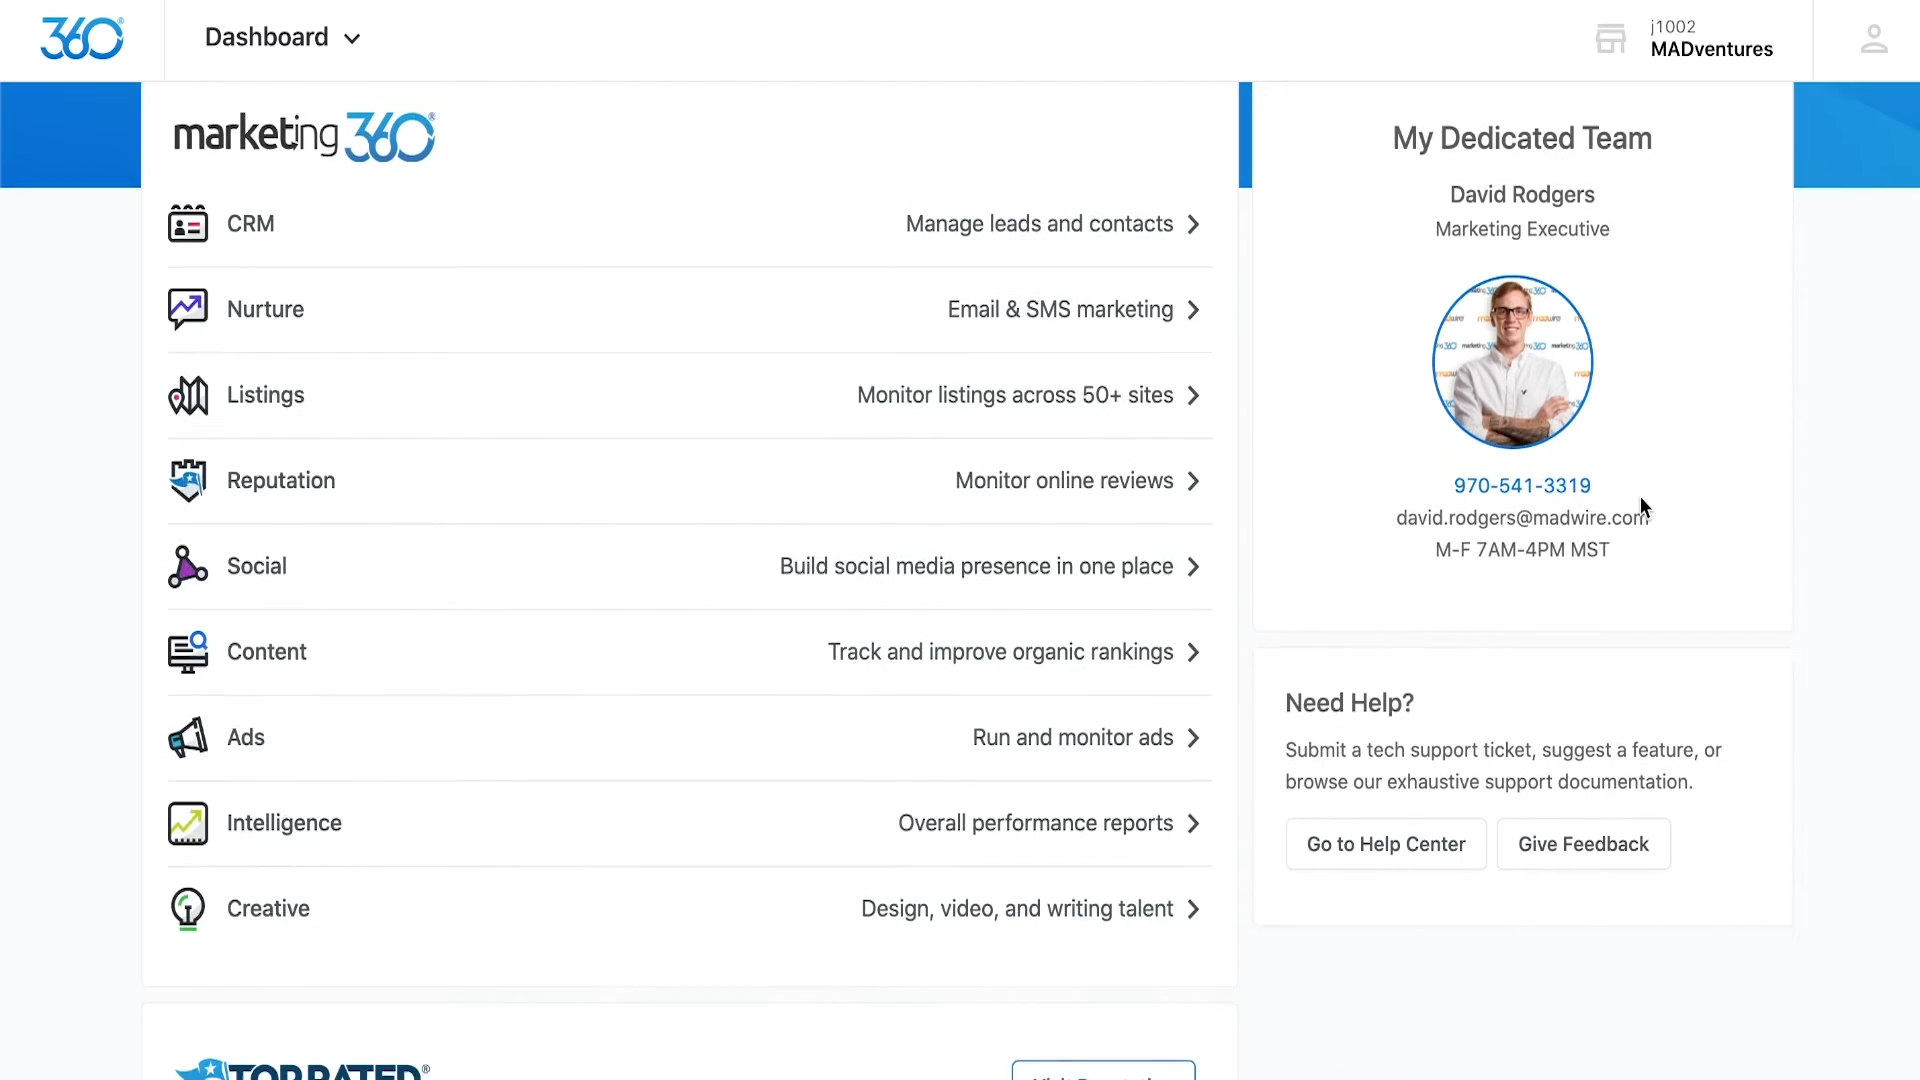 360®
Dashboard
j1002
MADventures
marketing 360®
CRM
Manage leads and contacts
Nurture
Email & SMS marketing
Listings
Monitor listings across 50+ sites
Reputation
Monitor online reviews
Social
Build social media presence in one place
Content
Track and improve organic rankings
Ads
Run and monitor ads
Intelligence
Overall performance reports
Creative
Design, video, and writing talent
My Dedicated Team
David Rodgers
Marketing Executive
970-541-3319
david.rodgers@madwire.com
M-F 7AM-4PM MST
Need Help?
Submit a tech support ticket, suggest a feature, or
browse our exhaustive support documentation.
Go to Help Center
Give Feedback
TOP RATED®